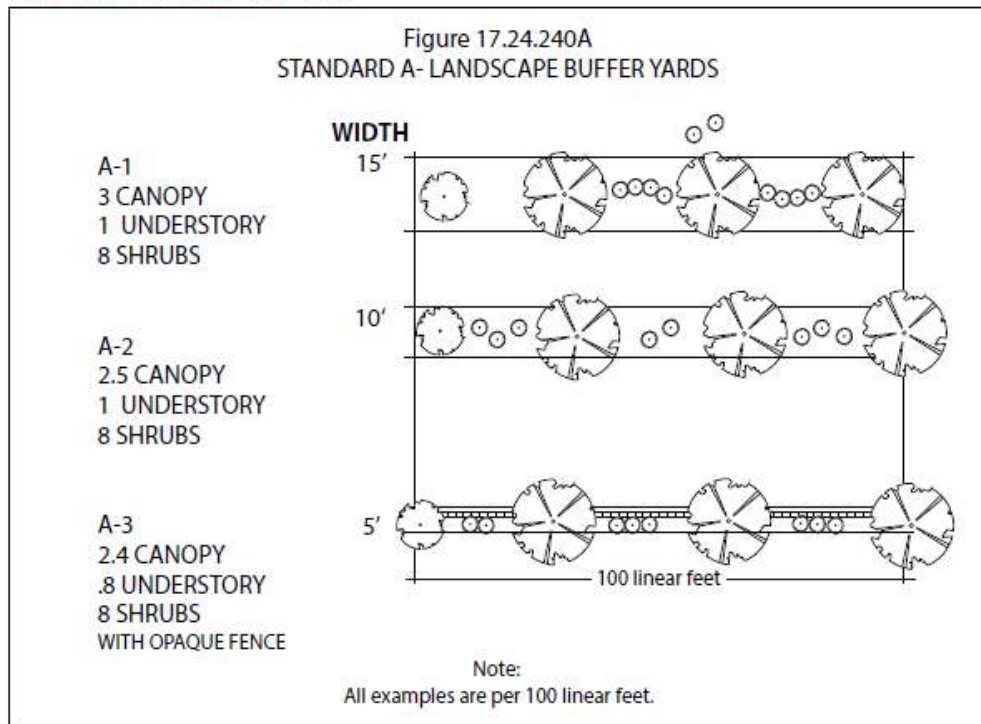 Figure 17.24.240A
STANDARD A- LANDSCAPE BUFFER YARDS
WIDTH
15'
A-1
3 CANOPY
1 UNDERSTORY
8 SHRUBS
10'
A-2
2.5 CANOPY
1 UNDERSTORY
8 SHRUBS
5'
A-3
2.4 CANOPY
.8 UNDERSTORY
8 SHRUBS
WITH OPAQUE FENCE
100 linear feet
Note:
All examples are per 100 linear feet.